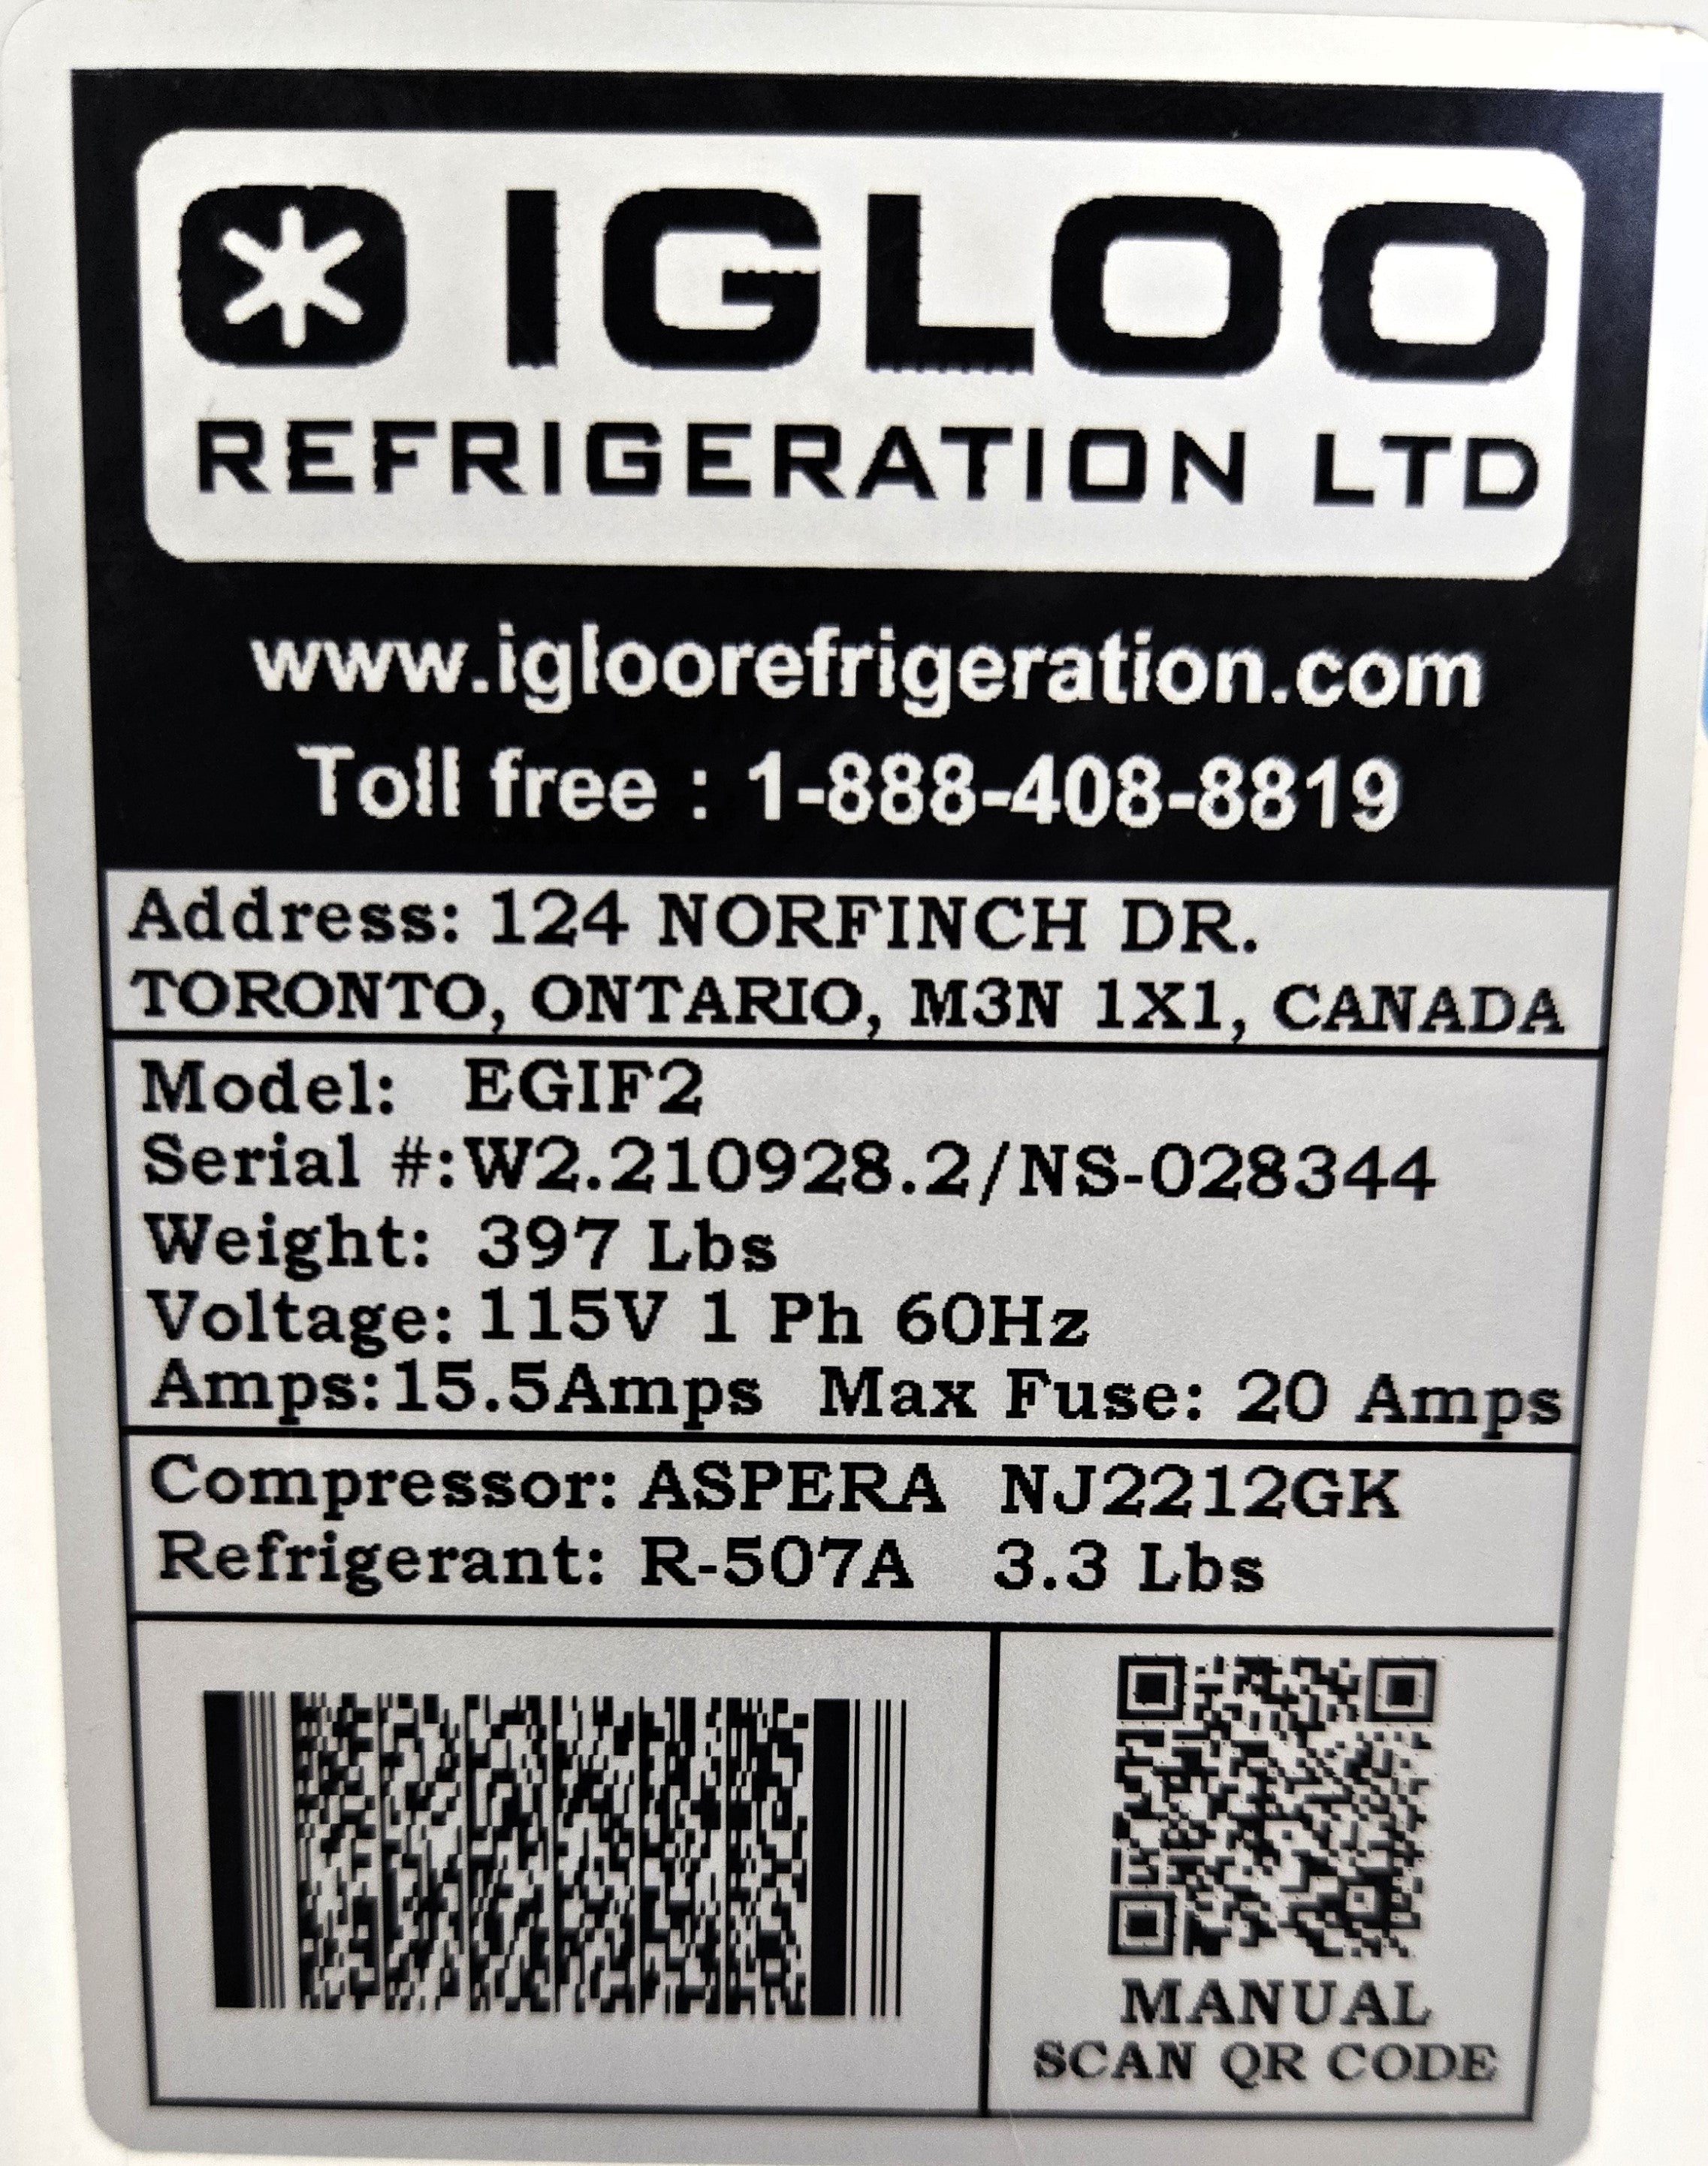 IGLOO
REFRIGERATION LTD
www.igloorefrigeration.com
Toll free : 1-888-408-8819
Address: 124 NORFINCH DR.
TORONTO, ONTARIO, M3N 1X1, CANADA
Model: EGIF2
Serial #:W2.210928.2/NS-028344
Weight: 397 Lbs
Voltage: 115V 1 Ph 60Hz
Amps:15.5Amps Max Fuse: 20 Amps
Compressor: ASPERA NJ2212GK
Refrigerant: R-507A 3.3 Lbs
MANUAL
SCAN QR CODE